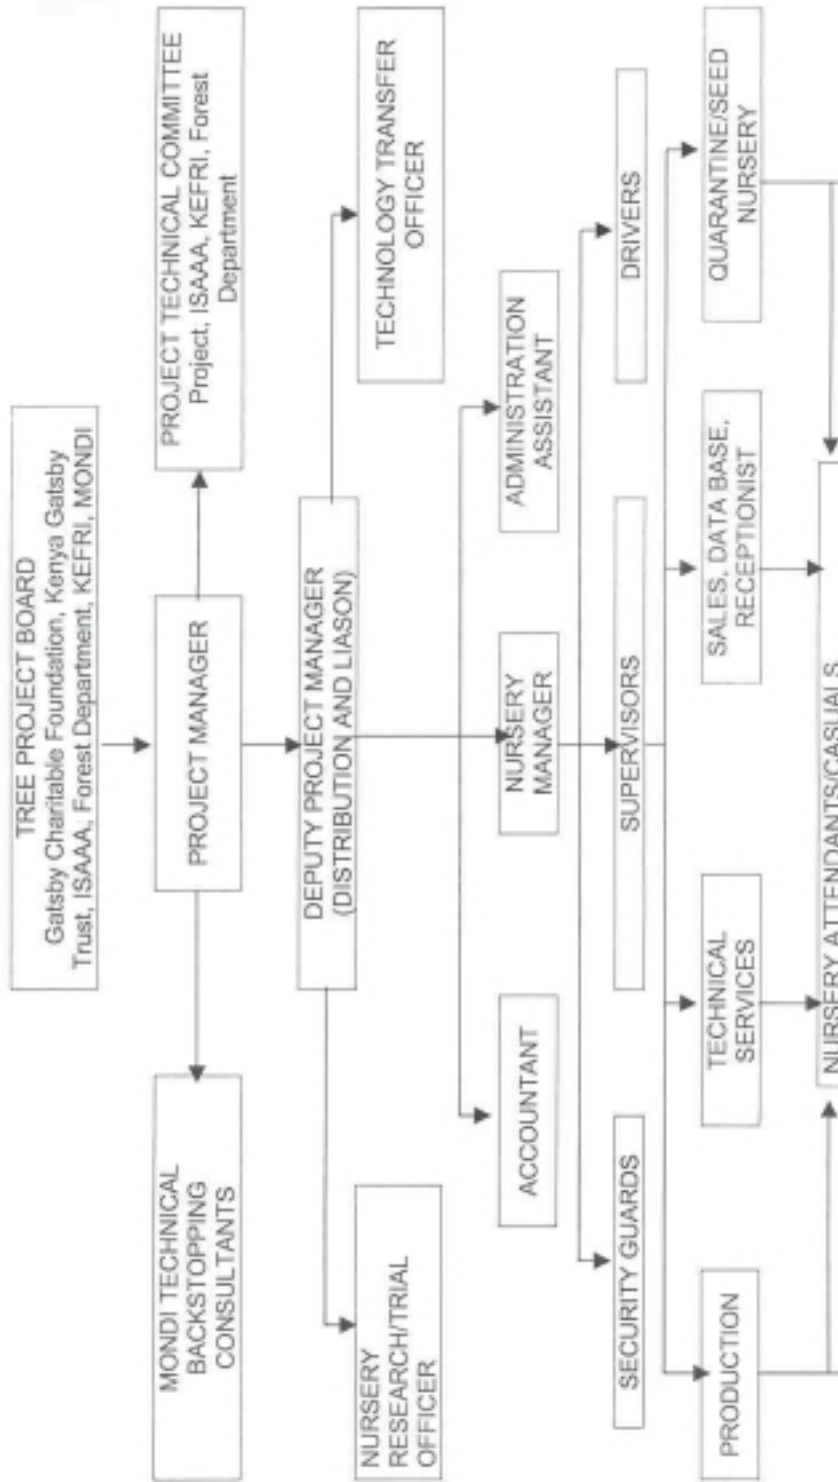 TREE PROJECT BOARD
Gatsby Charitable Foundation, Kenya Gatsby
Trust, ISAAA, Forest Department, KEFRI, MONDI
MONDI TECHNICAL
BACKSTOPPING
CONSULTANTS
PROJECT MANAGER
PROJECT TECHNICAL COMMITTEE
Project, ISAAA, KEFRI, Forest
Department
DEPUTY PROJECT MANAGER
(DISTRIBUTION AND LIASON)
NURSERY
RESEARCH/TRIAL
OFFICER
TECHNOLOGY TRANSFER
OFFICER
ACCOUNTANT
NURSERY
MANAGER
ADMINISTRATION
ASSISTANT
SECURITY GUARDS
SUPERVISORS
DRIVERS
PRODUCTION
TECHNICAL
SERVICES
SALES, DATA BASE,
RECEPTIONIST
QUARANTINE/SEED
NURSERY
NURSERY ATTENDANTS/CASUALS